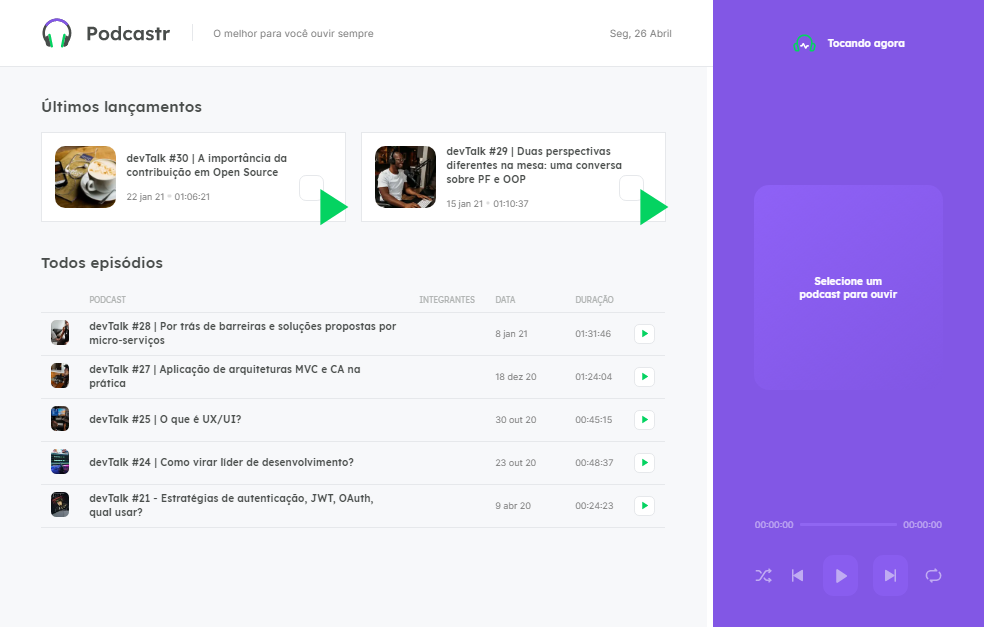 Podcastr
O melhor para você ouvir sempre
Seg, 26 Abril
Últimos lançamentos
devTalk #30 | A importância da
contribuição em Open Source
22 jan 21
01:06:21
devTalk #29 | Duas perspectivas
diferentes na mesa: uma conversa
sobre PF e OOP
15 jan 21
01:10:37
Todos episódios
PODCAST
INTEGRANTES
DATA
DURAÇÃO
devTalk #28 | Por trás de barreiras e soluções propostas por
micro-serviços
8 jan 21
01:31:46
devTalk #27 | Aplicação de arquiteturas MVC e CA na
prática
18 dez 20
01:24:04
devTalk #25 | O que é UX/UI?
30 out 20
00:45:15
devTalk #24 | Como virar líder de desenvolvimento?
23 out 20
00:48:37
devTalk #21 - Estratégias de autenticação, JWT, OAuth,
qual usar?
9 abr 20
00:24:23
Tocando agora
Selecione um
podcast para ouvir
00:00:00
00:00:00